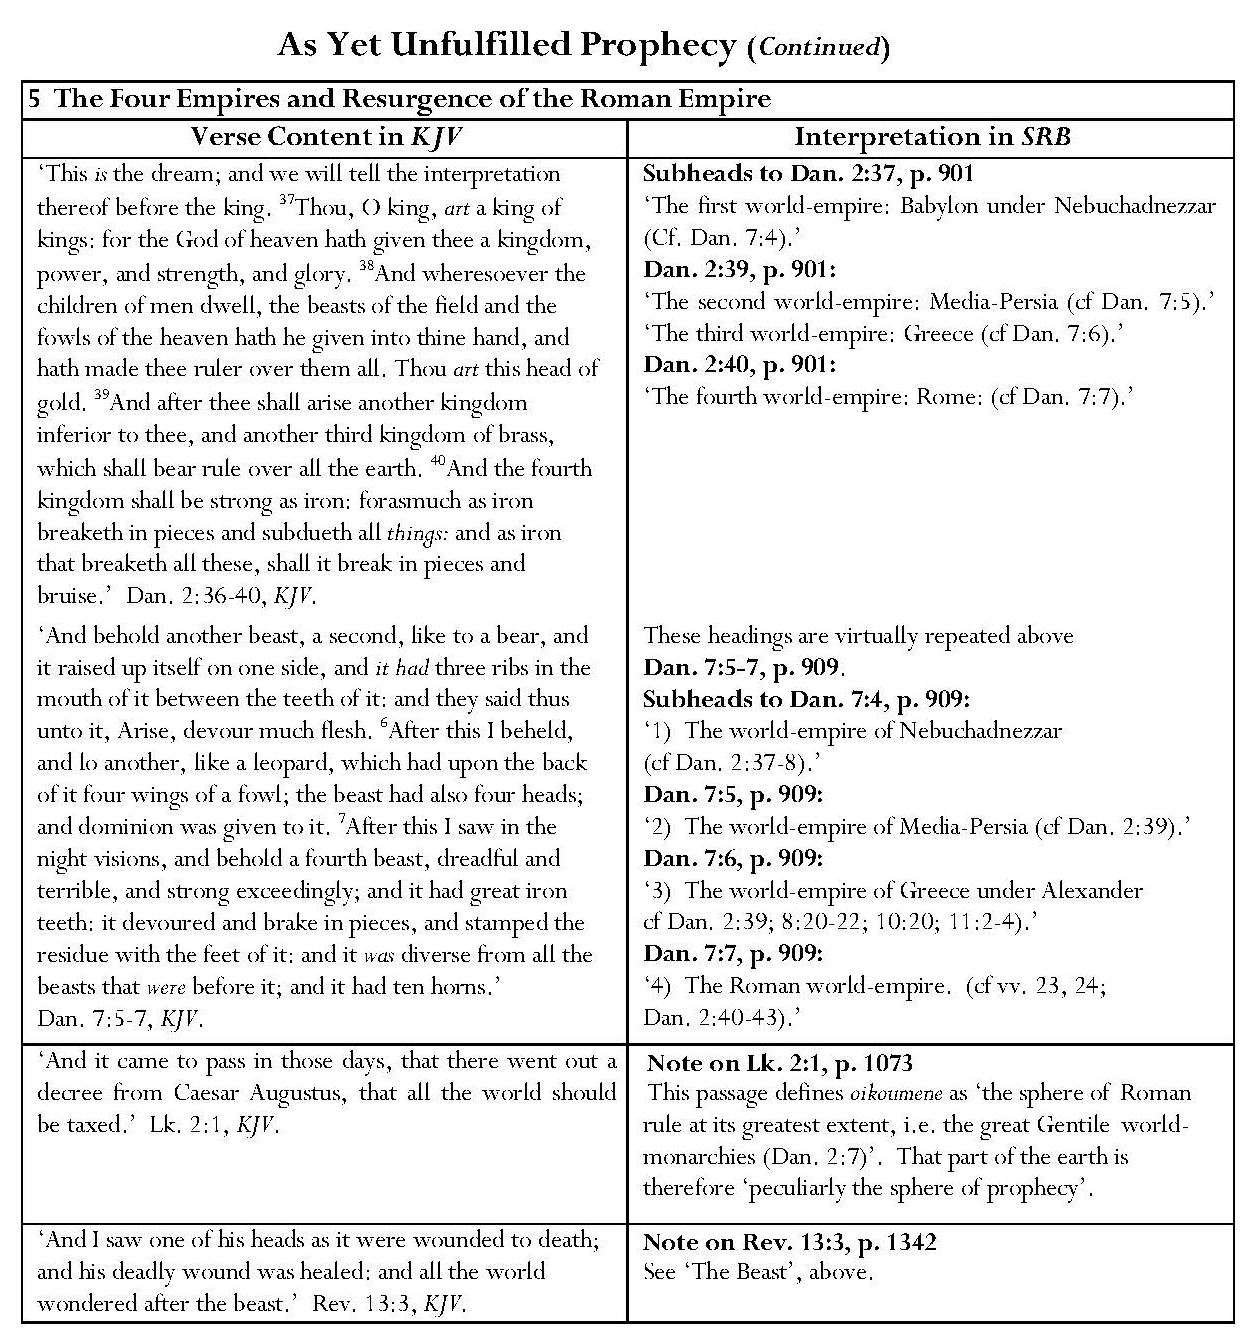 As Yet Unfulfilled Prophecy (Continued)
5 The Four Empires and Resurgence of the Roman Empire
Verse Content in KJV
‘This is the dream; and we will tell the interpretation
thereof before the king. 37Thou, O king, art a king of
kings: for the God of heaven hath given thee a kingdom,
power, and strength, and glory. 38And wheresoever the
children of men dwell, the beasts of the field and the
fowls of the heaven hath he given into thine hand, and
hath made thee ruler over them all. Thou art this head of
gold. 39And after thee shall arise another kingdom
inferior to thee, and another third kingdom of brass,
which shall bear rule over all the earth. 40And the fourth
kingdom shall be strong as iron: forasmuch as iron
breaketh in pieces and subdueth all things: and as iron
that breaketh all these, shall it break in pieces and
bruise.’ Dan. 2:36-40, KJV.
Interpretation in SRB
Subheads to Dan. 2:37, p. 901
‘The first world-empire: Babylon under Nebuchadnezzar
(Cf. Dan. 7:4).’
Dan. 2:39, p. 901:
‘The second world-empire: Media-Persia (cf Dan. 7:5).’
‘The third world-empire: Greece (cf Dan. 7:6).’
Dan. 2:40, p. 901:
‘The fourth world-empire: Rome: (cf Dan. 7:7).’
‘And behold another beast, a second, like to a bear, and
it raised up itself on one side, and it had three ribs in the
mouth of it between the teeth of it: and they said thus
unto it, Arise, devour much flesh. 6After this I beheld,
and lo another, like a leopard, which had upon the back
of it four wings of a fowl; the beast had also four heads;
and dominion was given to it. 7After this I saw in the
night visions, and behold a fourth beast, dreadful and
terrible, and strong exceedingly; and it had great iron
teeth: it devoured and brake in pieces, and stamped the
residue with the feet of it: and it was diverse from all the
beasts that were before it; and it had ten horns.’
Dan. 7:5-7, KJV.
These headings are virtually repeated above
Dan. 7:5-7, p. 909.
Subheads to Dan. 7:4, p. 909:
‘1) The world-empire of Nebuchadnezzar
(cf Dan. 2:37-8).’
Dan. 7:5, p. 909:
‘2) The world-empire of Media-Persia (cf Dan. 2:39).’
Dan. 7:6, p. 909:
‘3) The world-empire of Greece under Alexander
cf Dan. 2:39; 8:20-22; 10:20; 11:2-4).’
Dan. 7:7, p. 909:
‘4) The Roman world-empire. (cf vv. 23, 24;
Dan. 2:40-43).’
‘And it came to pass in those days, that there went out a
decree from Caesar Augustus, that all the world should
be taxed.’ Lk. 2:1, KJV.
Note on Lk. 2:1, p. 1073
This passage defines oikoumene as ‘the sphere of Roman
rule at its greatest extent, i.e. the great Gentile world-
monarchies (Dan. 2:7)’. That part of the earth is
therefore ‘peculiarly the sphere of prophecy’.
‘And I saw one of his heads as it were wounded to death;
and his deadly wound was healed: and all the world
wondered after the beast.’ Rev. 13:3, KJV.
Note on Rev. 13:3, p. 1342
See ‘The Beast’, above.